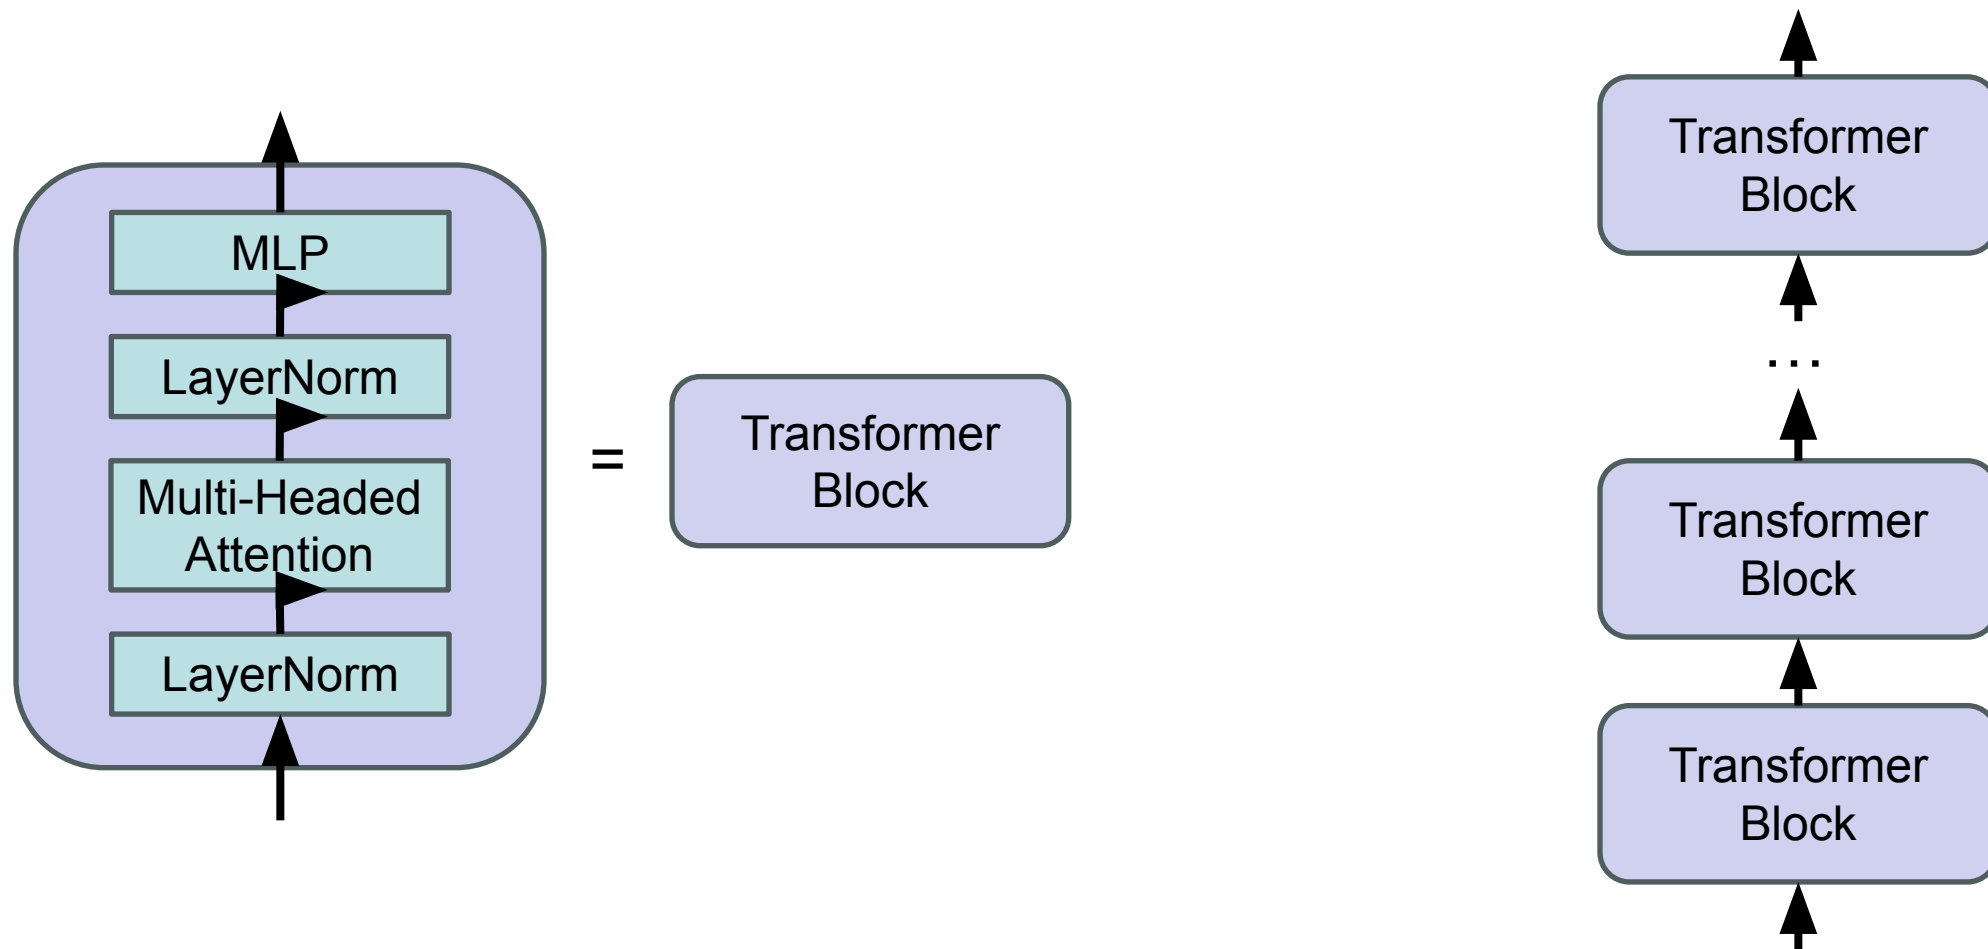 MLP
LayerNorm
Multi-Headed
Attention
LayerNorm
=
Transformer
Block
Transformer
Block
...
Transformer
Block
Transformer
Block